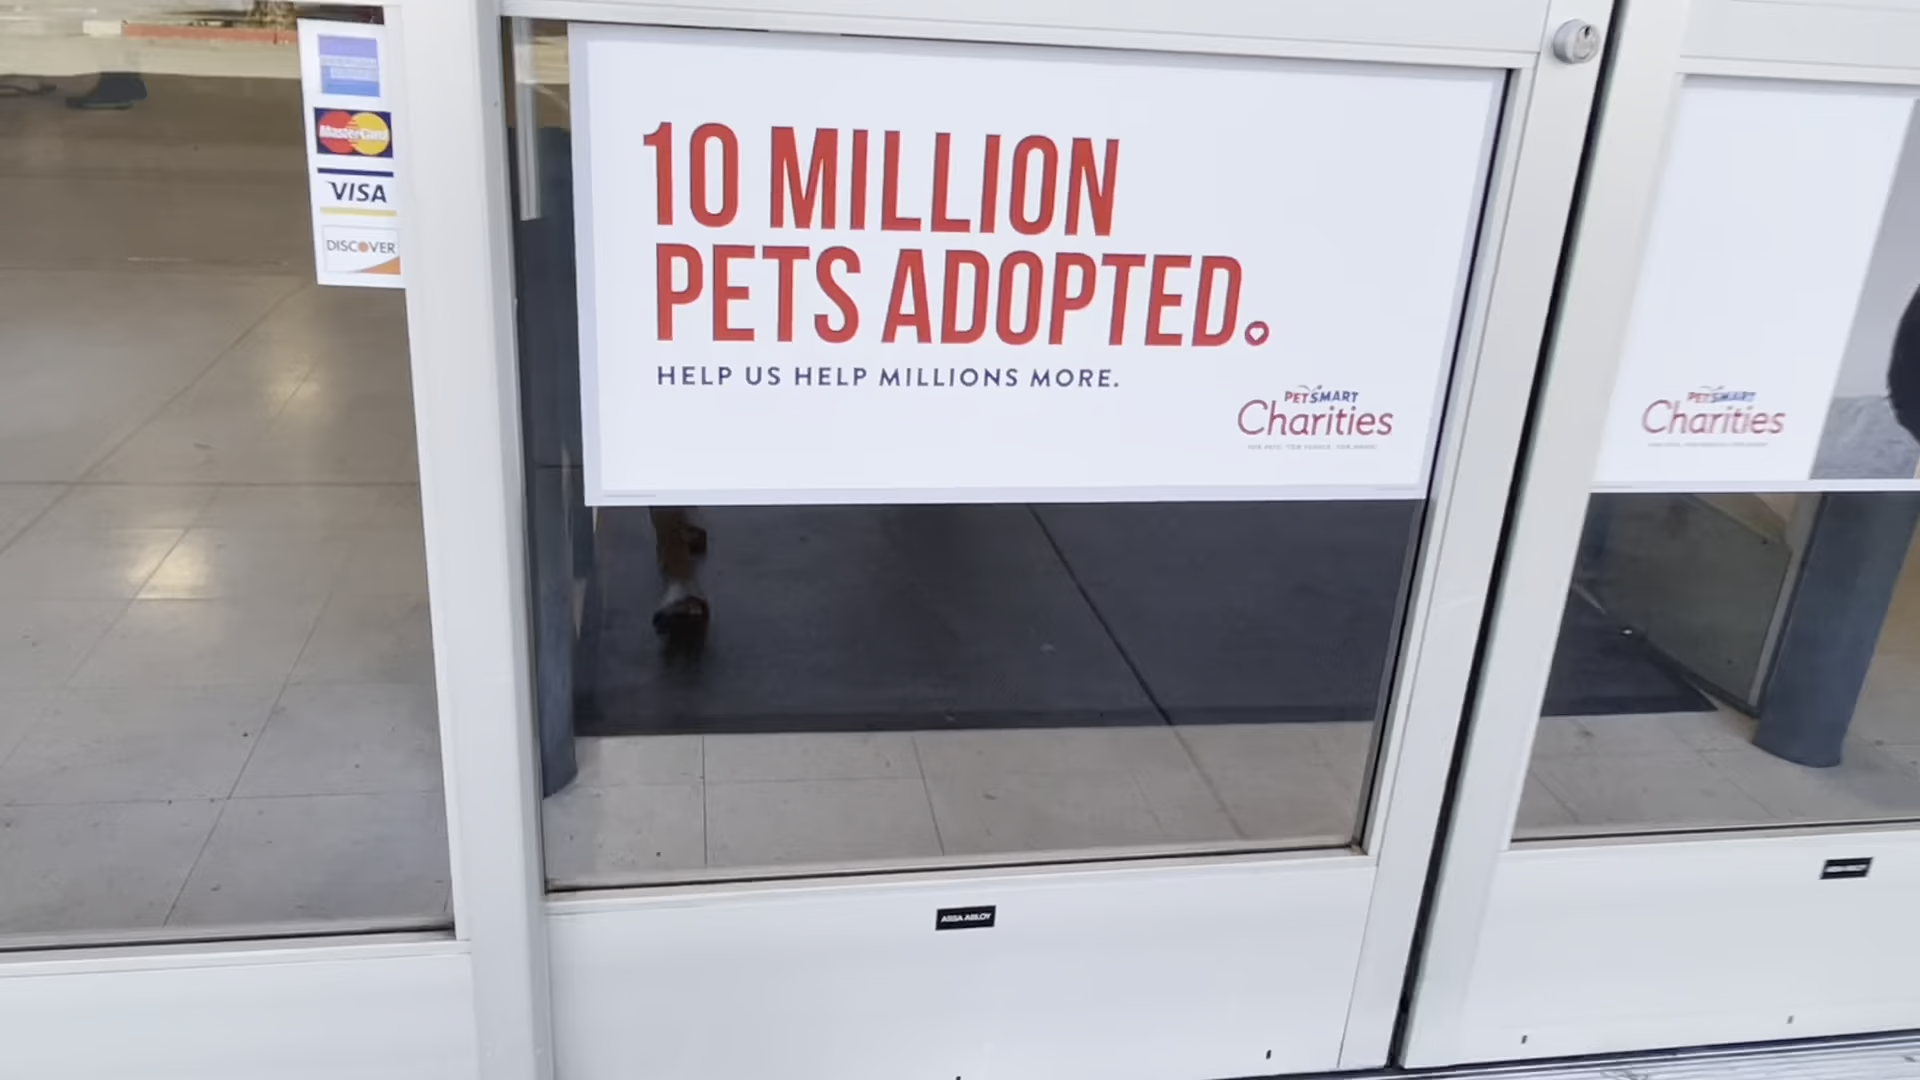 MasterCard
VISA
DISCOVER
10 MILLION
PETS ADOPTED.
HELP US HELP MILLIONS MORE.
PETSMART
Charities
PETSMART
Charities
ASSA ABLOY